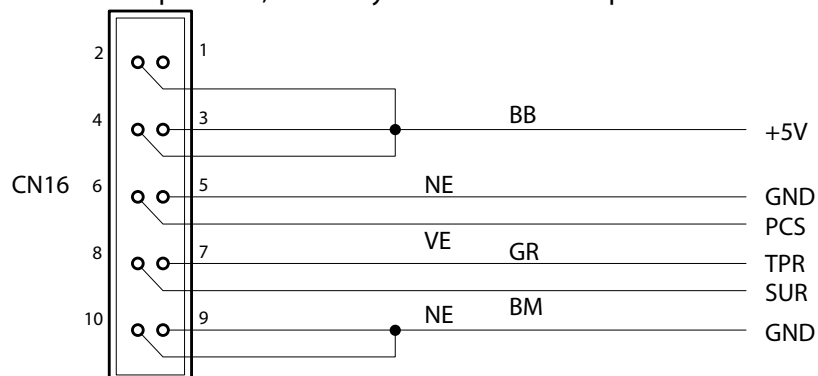 2 1
4 3 BB +5V
CN16 6 5 NE GND
PCS
8 7 VE GR TPR
SUR
10 9 NE BM GND